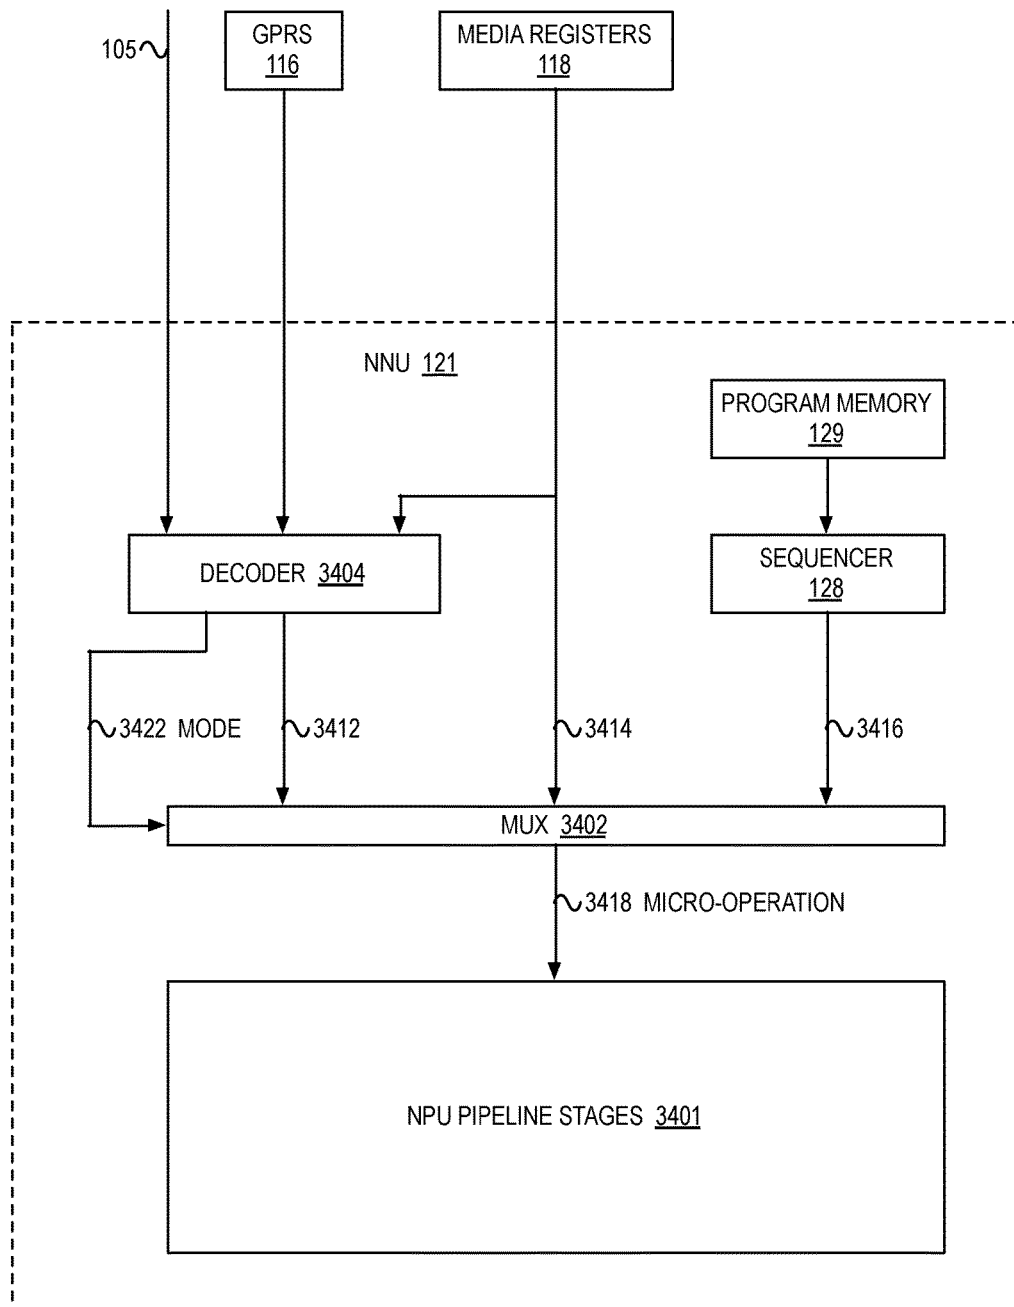 105
GPRS
116
MEDIA REGISTERS
118
NNU 121
PROGRAM MEMORY
129
DECODER 3404
SEQUENCER
128
3422 MODE
3412
3414
3416
MUX 3402
3418 MICRO-OPERATION
NPU PIPELINE STAGES 3401